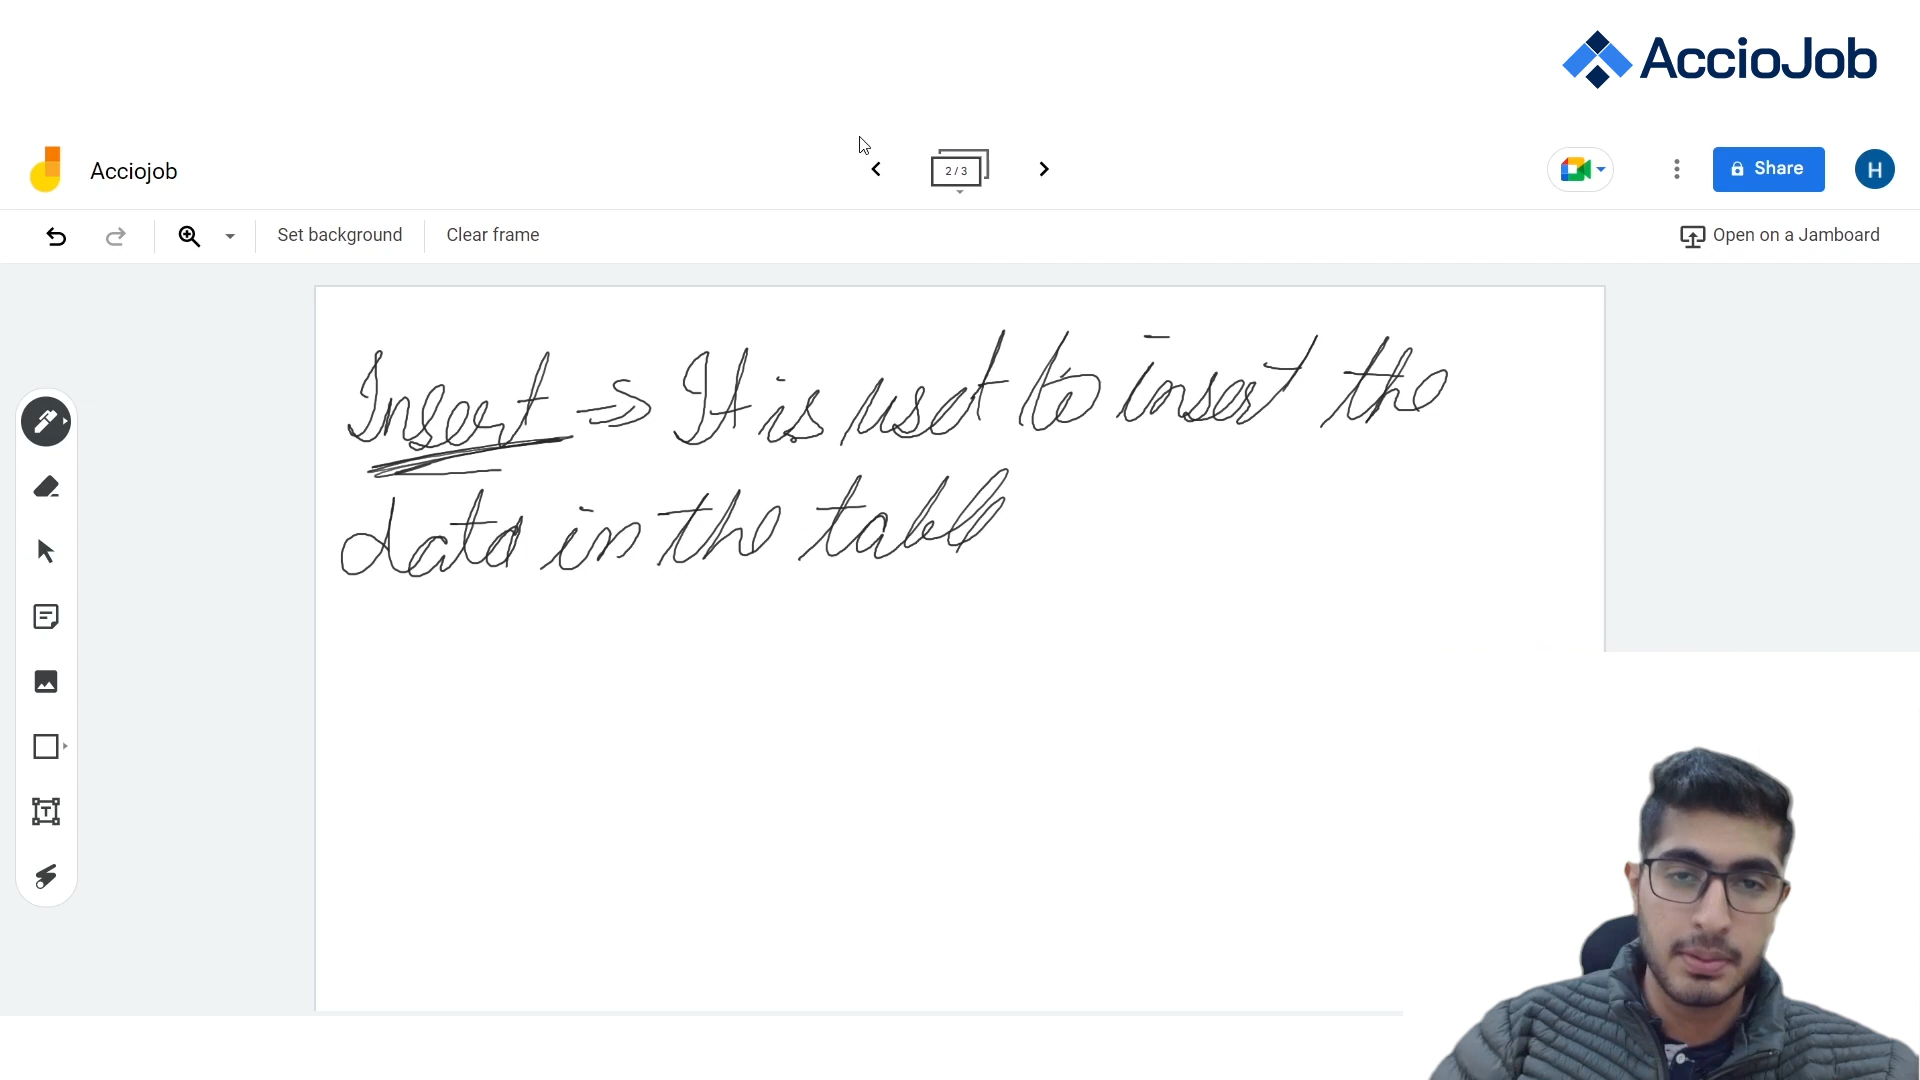 AccioJob
Acciojob
2 / 3
Share
H
Set background
Clear frame
Open on a Jamboard
Insert => It is used to insert the
data in the table
T